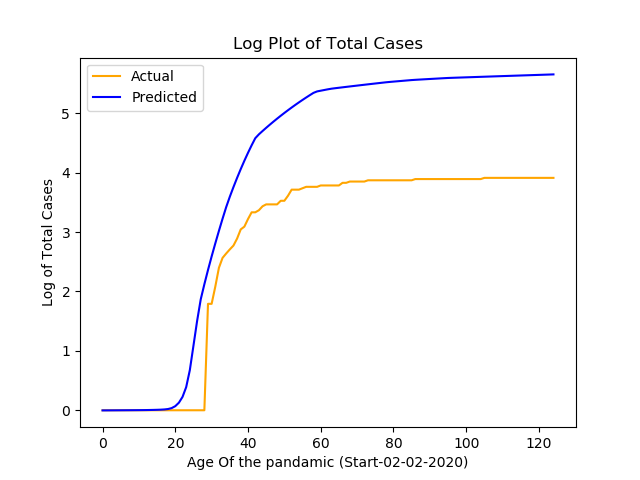 Log Plot of Total Cases
Actual
Predicted
Log of Total Cases
5
4
3
2
1
0
0 20 40 60 80 100 120
Age Of the pandamic (Start-02-02-2020)